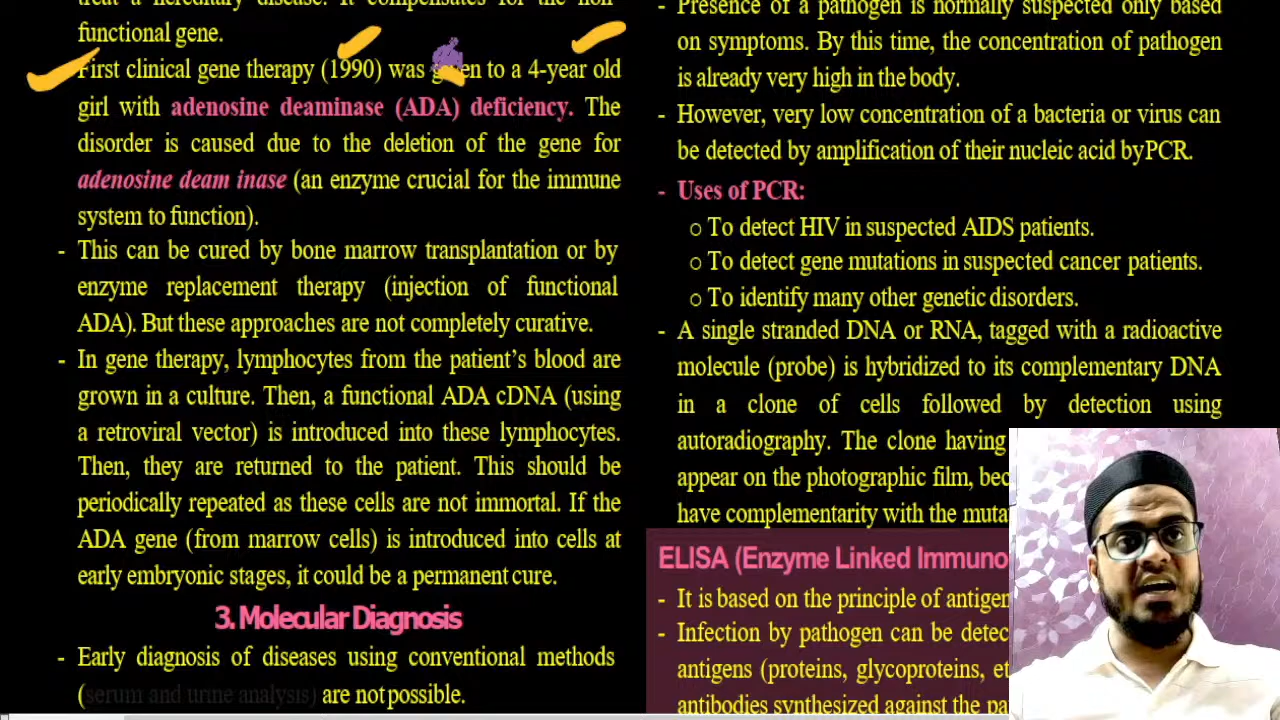 treat a hereditary disease. It compensates for the non-
functional gene.
First clinical gene therapy (1990) was given to a 4-year old
girl with adenosine deaminase (ADA) deficiency. The
disorder is caused due to the deletion of the gene for
adenosine deam inase (an enzyme crucial for the immune
system to function).
- This can be cured by bone marrow transplantation or by
enzyme replacement therapy (injection of functional
ADA). But these approaches are not completely curative.
- In gene therapy, lymphocytes from the patient's blood are
grown in a culture. Then, a functional ADA cDNA (using
a retroviral vector) is introduced into these lymphocytes.
Then, they are returned to the patient. This should be
periodically repeated as these cells are not immortal. If the
ADA gene (from marrow cells) is introduced into cells at
early embryonic stages, it could be a permanent cure.
3. Molecular Diagnosis
- Early diagnosis of diseases using conventional methods
(serum and urine analysis) are not possible.
- Presence of a pathogen is normally suspected only based
on symptoms. By this time, the concentration of pathogen
is already very high in the body.
- However, very low concentration of a bacteria or virus can
be detected by amplification of their nucleic acid by PCR.
- Uses of PCR:
o To detect HIV in suspected AIDS patients.
o To detect gene mutations in suspected cancer patients.
o To identify many other genetic disorders.
- A single stranded DNA or RNA, tagged with a radioactive
molecule (probe) is hybridized to its complementary DNA
in a clone of cells followed by detection using
autoradiography. The clone having
appear on the photographic film, bec
have complementarity with the muta
ELISA (Enzyme Linked Immuno
- It is based on the principle of antigen
- Infection by pathogen can be detec
antigens (proteins, glycoproteins, et
antibodies synthesized against the pa